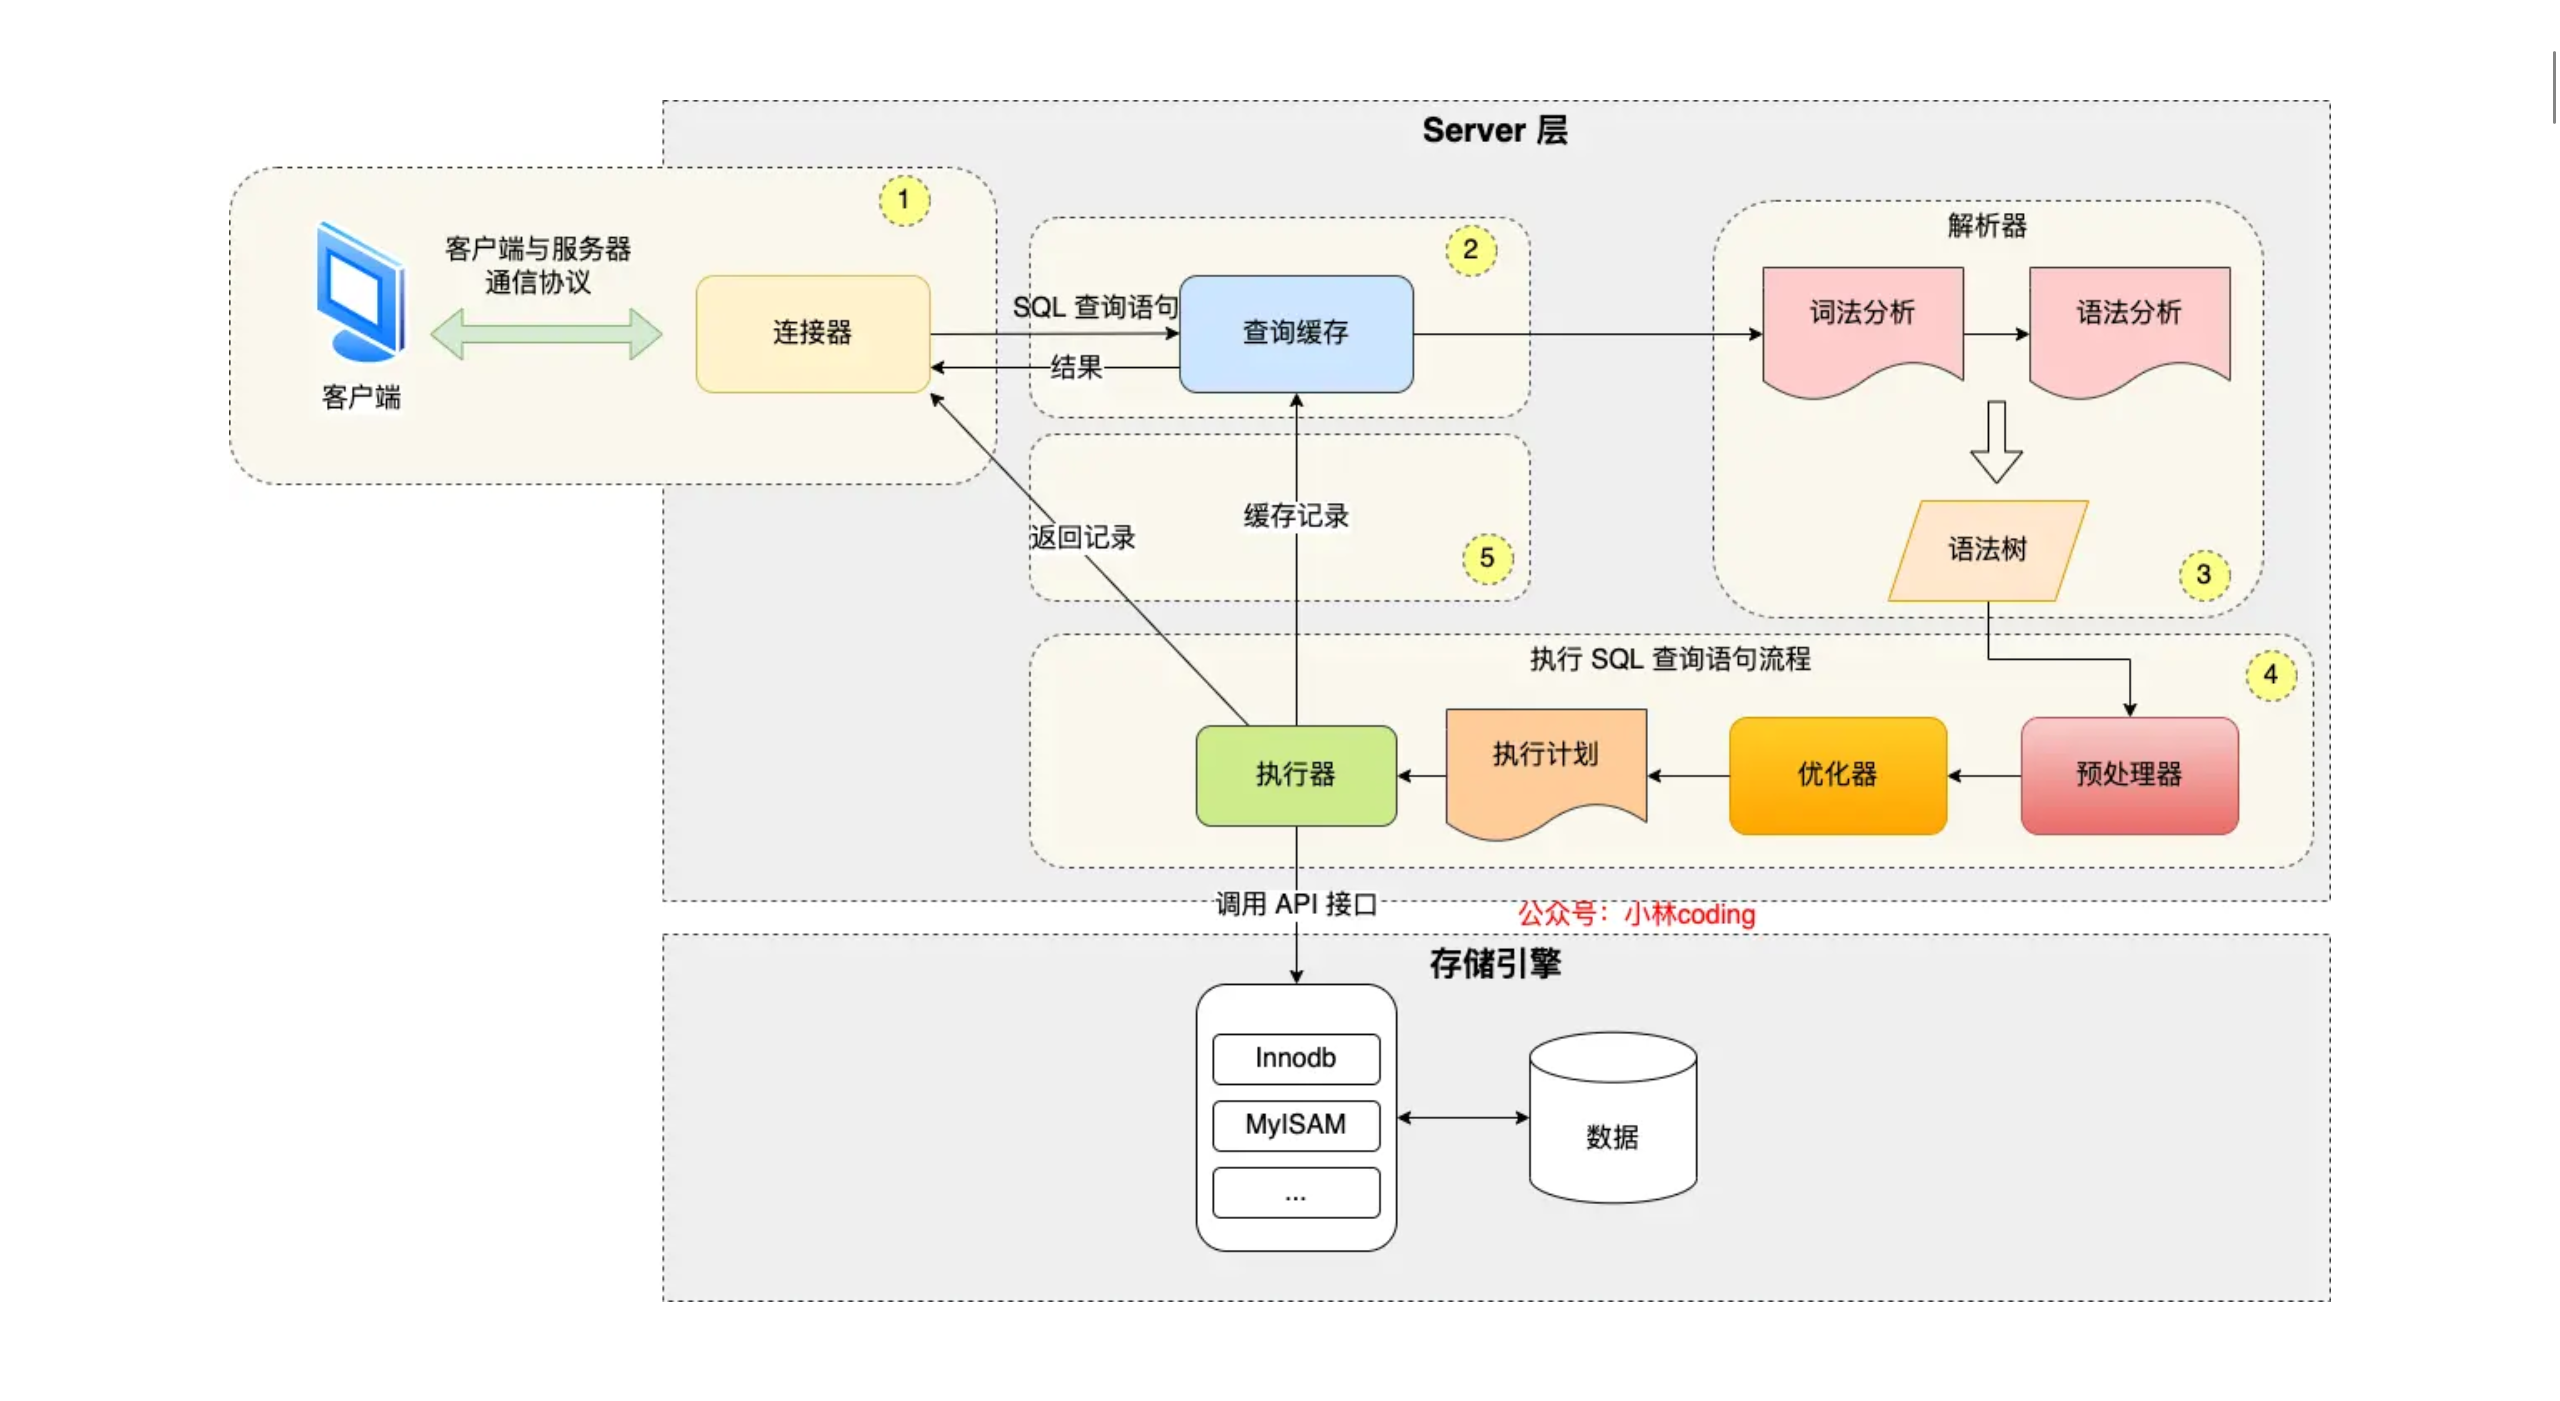 Server 层
1
客户端与服务器
通信协议
客户端
连接器
SQL 查询语句
结果
2
查询缓存
解析器
词法分析
语法分析
语法树
3
返回记录
缓存记录
5
执行 SQL 查询语句流程
4
执行器
执行计划
优化器
预处理器
调用 API 接口
公众号：小林coding
存储引擎
Innodb
MyISAM
...
数据